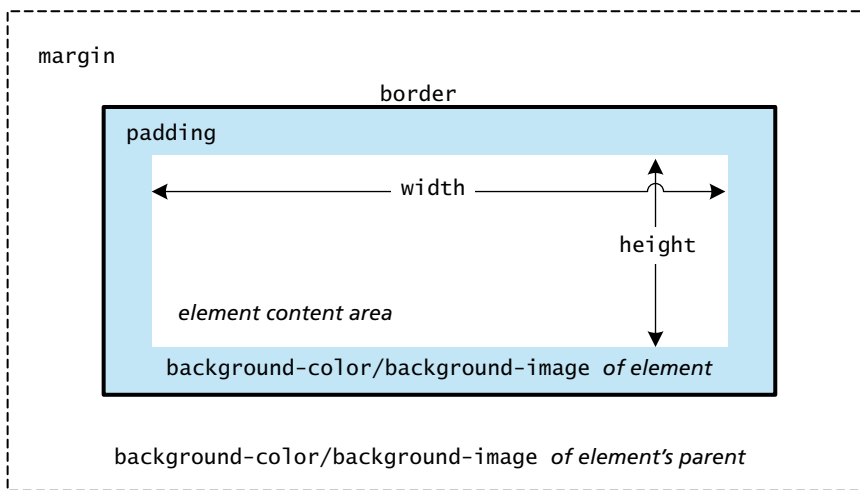 margin
border
padding
width
height
element content area
background-color/background-image of element
background-color/background-image of element's parent